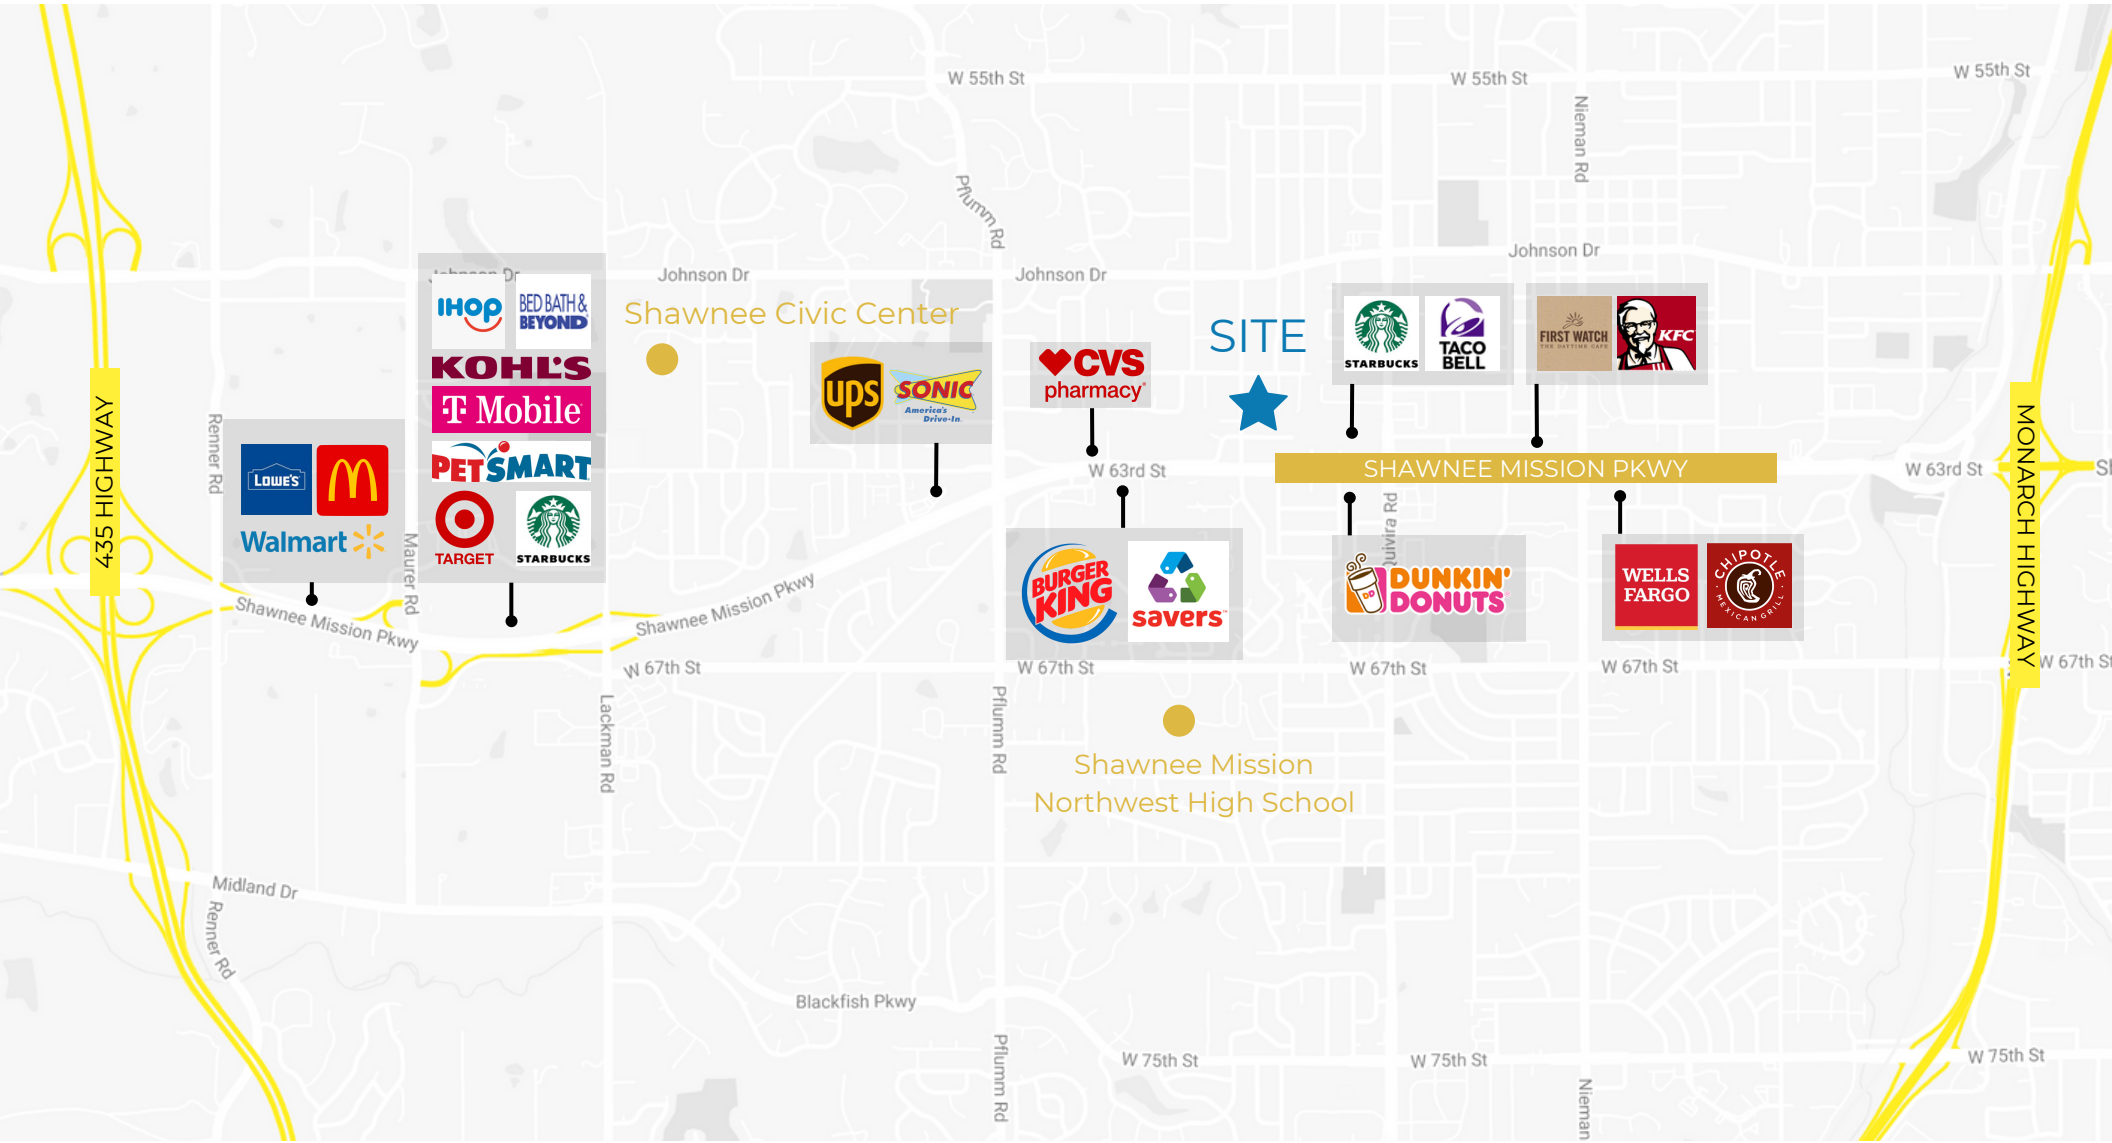 W 55th St
W 55th St
W 55th St
Nieman Rd
Pflumm Rd
Johnson Dr
Johnson Dr
Johnson Dr
Johnson Dr
IHOP
BED BATH &
BEYOND
KOHL'S
T Mobile
PETSMART
TARGET
STARBUCKS
Shawnee Civic Center
ups
SONIC
America's
Drive-In.
CVS
pharmacy
SITE
STARBUCKS
TACO
BELL
FIRST WATCH
THE DAYTIME CAFE
KFC
435 HIGHWAY
Renner Rd
LOWE'S
Walmart
Maurer Rd
W 63rd St
SHAWNEE MISSION PKWY
W 63rd St
MONARCH HIGHWAY
Quivira Rd
BURGER
KING
savers
DUNKIN'
DONUTS
DD
WELLS
FARGO
CHIPOTLE
MEXICAN GRILL
Shawnee Mission Pkwy
Shawnee Mission Pkwy
W 67th St
W 67th St
W 67th St
W 67th St
W 67th St
Lackman Rd
Pflumm Rd
Shawnee Mission
Northwest High School
Midland Dr
Renner Rd
Blackfish Pkwy
Pflumm Rd
W 75th St
W 75th St
W 75th St
Nieman